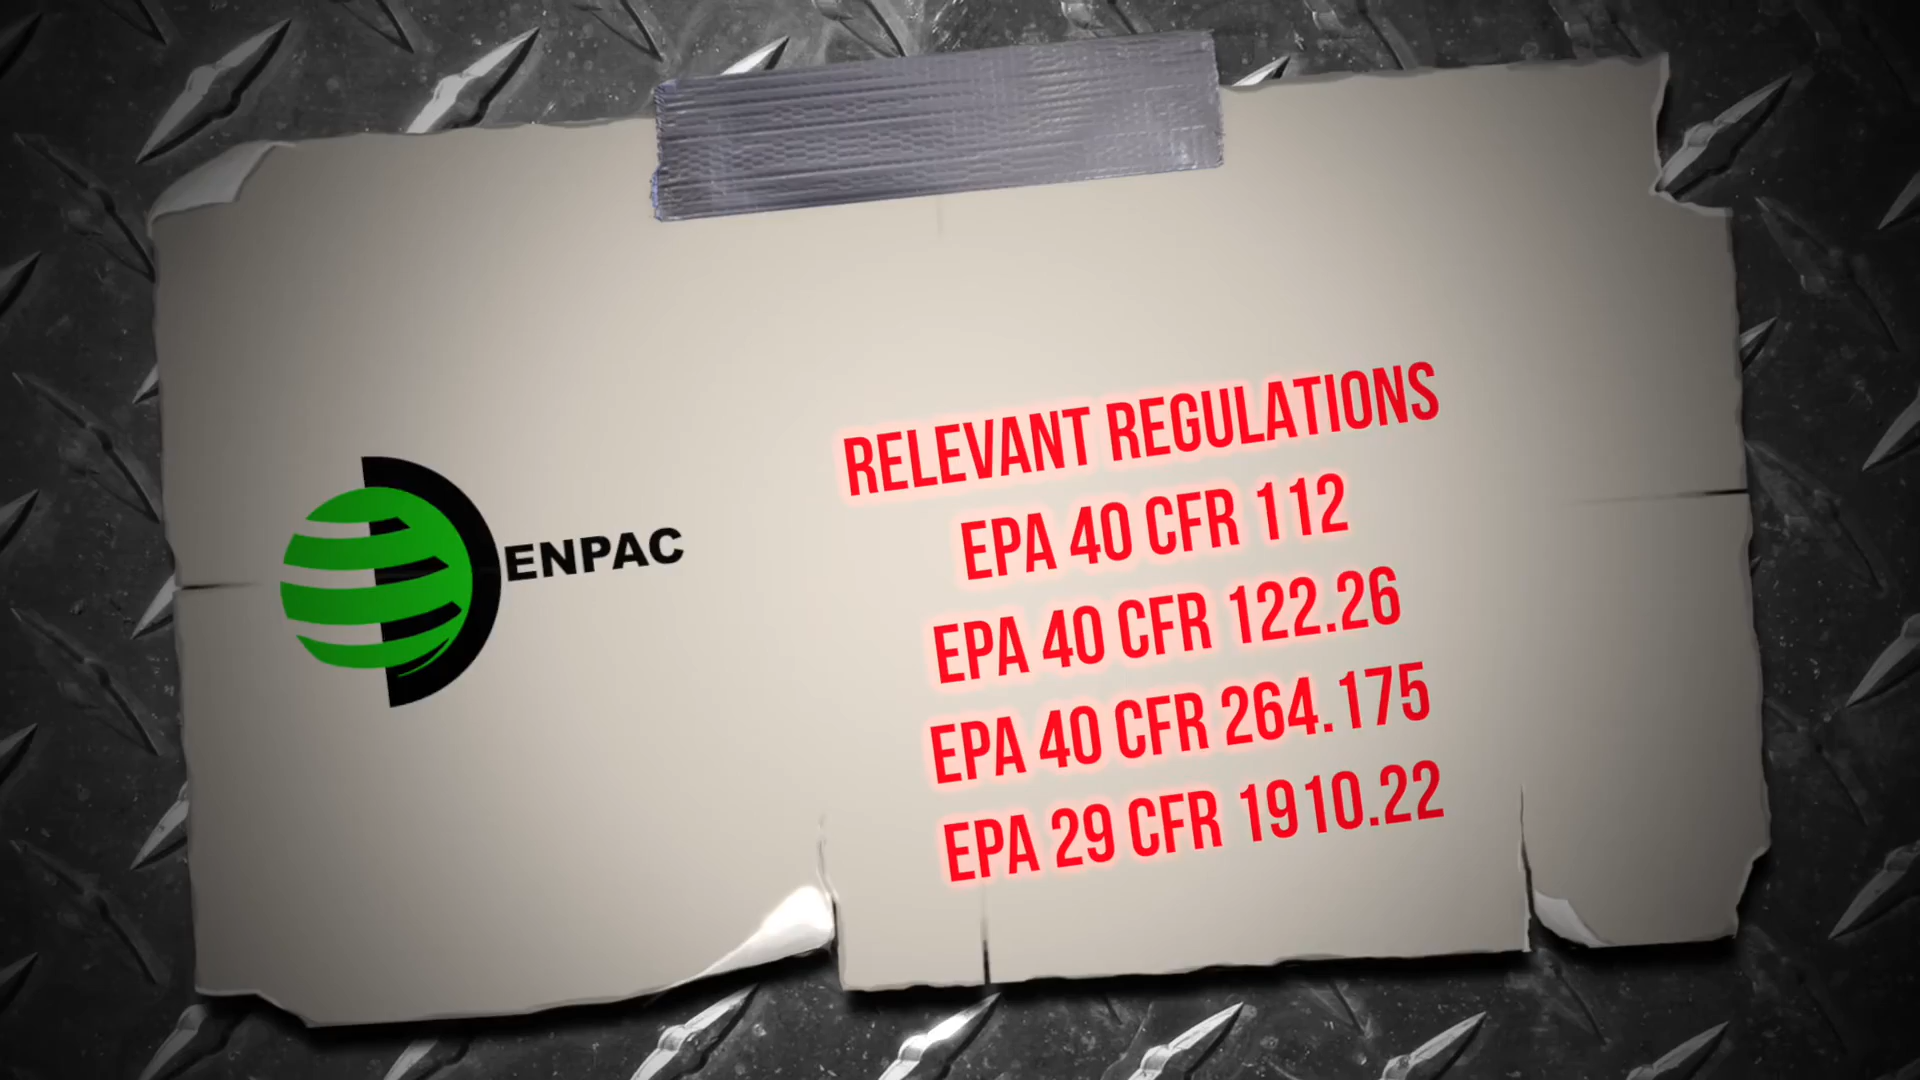 ENPAC
RELEVANT REGULATIONS
EPA 40 CFR 112
EPA 40 CFR 122.26
EPA 40 CFR 264.175
EPA 29 CFR 1910.22